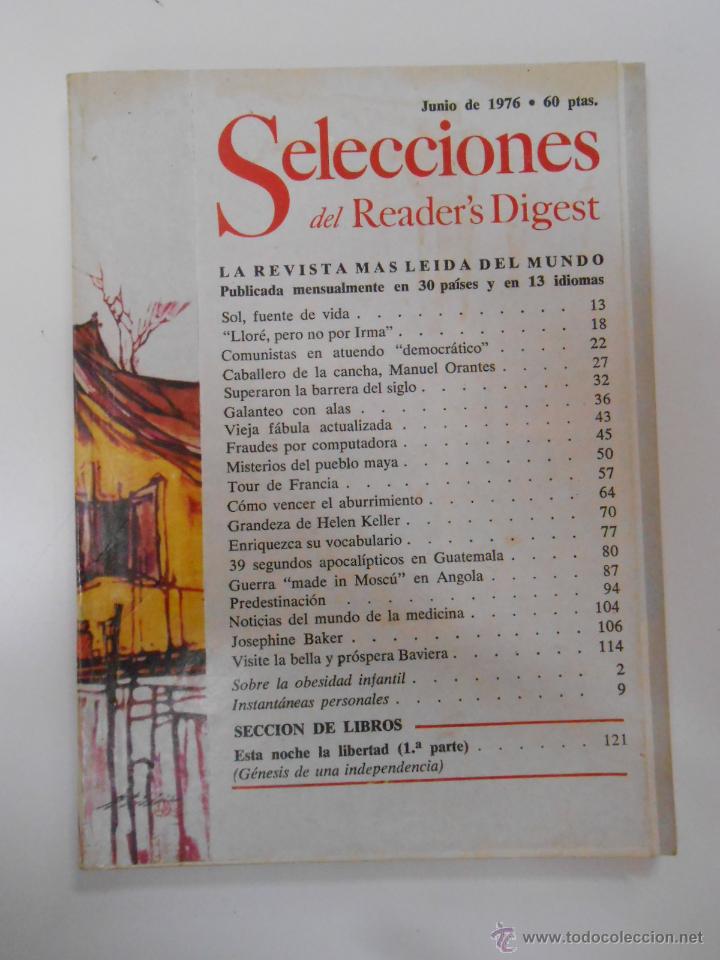 Junio de 1976 • 60 ptas.
Selecciones
del Reader's Digest
LA REVISTA MAS LEIDA DEL MUNDO
Publicada mensualmente en 30 países y en 13 idiomas
Sol, fuente de vida . . . . . . . . . . 13
"Lloré, pero no por Irma" . . . . . . . . 18
Comunistas en atuendo "democrático" . . . . 22
Caballero de la cancha, Manuel Orantes . . . . 27
Superaron la barrera del siglo . . . . . . . 32
Galanteo con alas . . . . . . . . . . 36
Vieja fábula actualizada . . . . . . . . 43
Fraudes por computadora . . . . . . . . 45
Misterios del pueblo maya . . . . . . . . 50
Tour de Francia . . . . . . . . . . 57
Cómo vencer el aburrimiento . . . . . . . 64
Grandeza de Helen Keller . . . . . . . . 70
Enriquezca su vocabulario . . . . . . . . 77
39 segundos apocalípticos en Guatemala . . . . 80
Guerra "made in Moscú" en Angola . . . . . 87
Predestinación . . . . . . . . . . 94
Noticias del mundo de la medicina . . . . . . 104
Josephine Baker . . . . . . . . . . 106
Visite la bella y próspera Baviera . . . . . . 114
Sobre la obesidad infantil . . . . . . . . 2
Instantáneas personales . . . . . . . . 9
SECCION DE LIBROS
Esta noche la libertad (1.ª parte) . . . . . . 121
(Génesis de una independencia)
www.todocoleccion.net